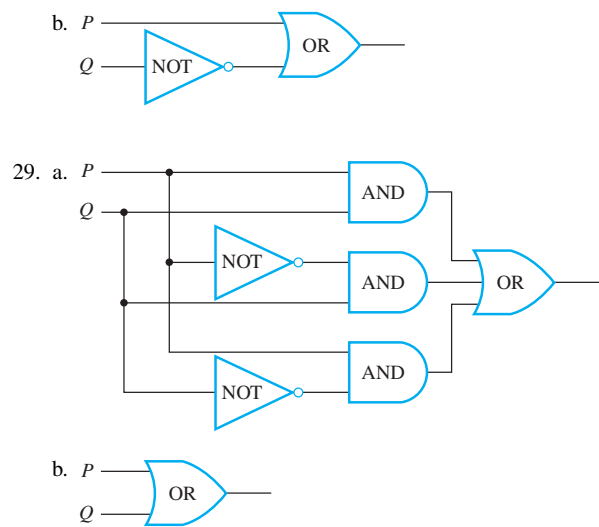 b. P
OR
Q
NOT
29. a. P
AND
Q
NOT
AND
OR
AND
NOT
b. P
OR
Q